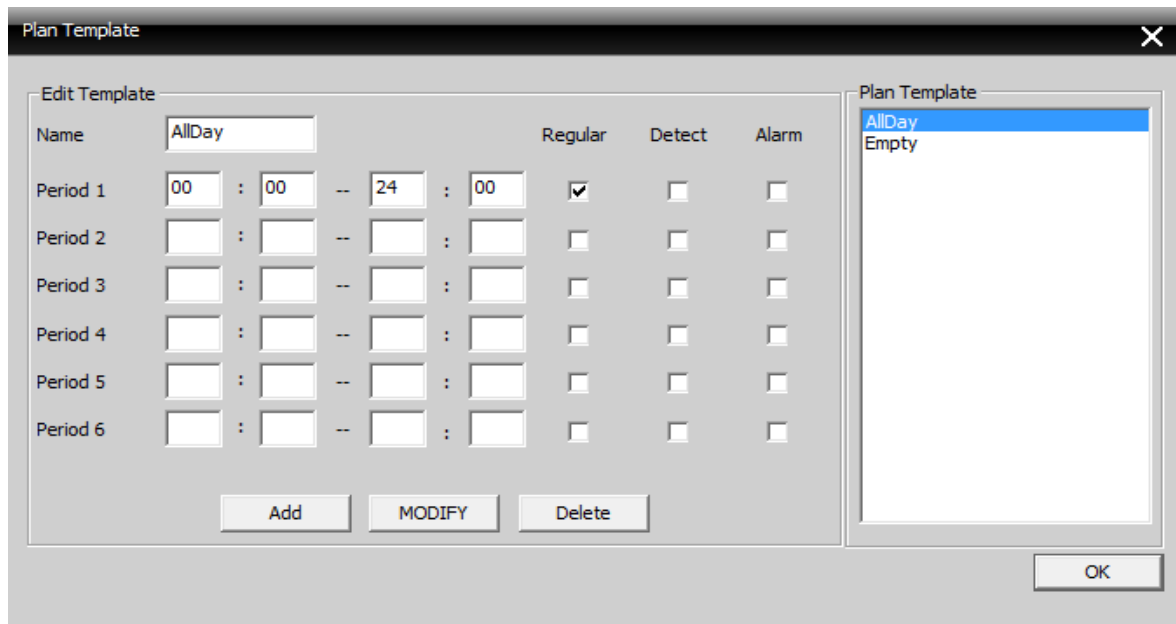 Plan Template
Edit Template
Name AllDay Regular Detect Alarm
Period 1 00 : 00 -- 24 : 00
Period 2 : -- :
Period 3 : -- :
Period 4 : -- :
Period 5 : -- :
Period 6 : -- :
Add MODIFY Delete
Plan Template
AllDay
Empty
OK